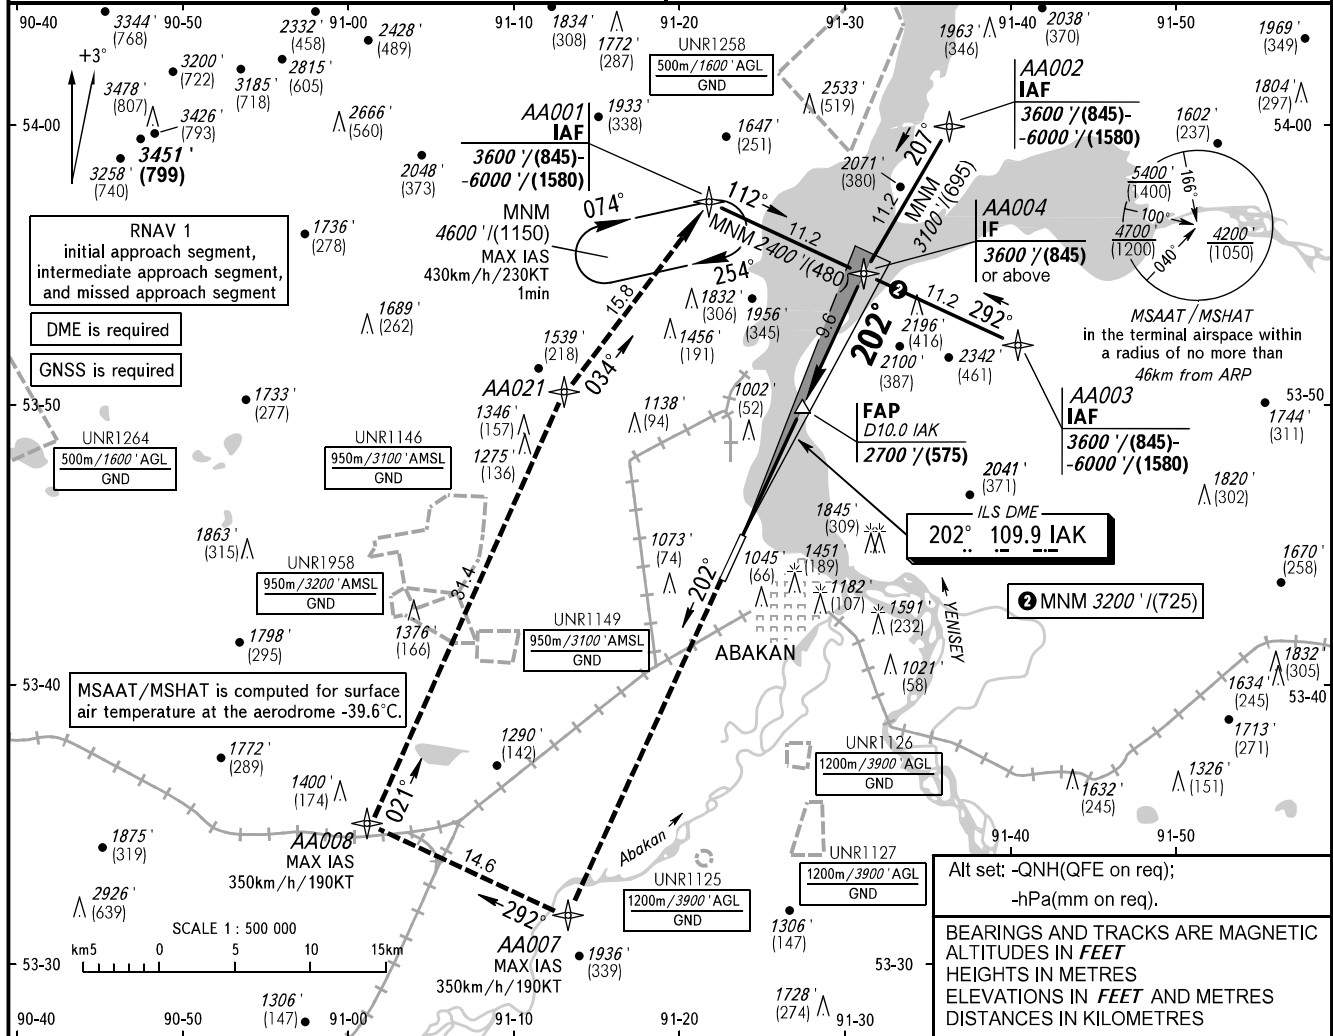 90-40
90-50
91-00
91-10
91-20
91-30
91-40
91-50
3344'
(768)
2332'
(458)
2428'
(489)
1834'
(308)
1772'
(287)
UNR1258
500m/1600' AGL
GND
1963'
(346)
2038'
(370)
1969'
(349)
+3°
3200'
(722)
3185'
(718)
2815'
(605)
3478'
(807)
3426'
(793)
3451'
(799)
3258'
(740)
2666'
(560)
2048'
(373)
1933'
(338)
1647'
(251)
2533'
(519)
2071'
(380)
1804'
(297)
1602'
(237)
54-00
54-00
AA001
IAF
3600'/(845)-
-6000'/(1580)
AA002
IAF
3600'/(845)-
-6000'/(1580)
207°
11.2
MNM
3100'/(695)
AA004
IF
3600'/(845)
or above
5400'
(1400)
166°
100°
4700'
(1200)
4200'
(1050)
040°
MSAAT/MSHAT
in the terminal airspace within
a radius of no more than
46km from ARP
RNAV 1
initial approach segment,
intermediate approach segment,
and missed approach segment
DME is required
GNSS is required
1736'
(278)
1689'
(262)
MNM
4600'/(1150)
MAX IAS
430km/h/230KT
1min
074°
254°
112°
11.2
MNM 2400'/(480)
15.8
034°
1832'
(306)
1956'
(345)
1456'
(191)
1539'
(218)
AA021
9.6
202°
2
11.2
292°
2196'
(416)
2100'
(387)
2342'
(461)
AA003
IAF
3600'/(845)-
-6000'/(1580)
53-50
53-50
1733'
(277)
1346'
(157)
1275'
(136)
1138'
(94)
1002'
(52)
FAP
D10.0 IAK
2700'/(575)
1744'
(311)
UNR1264
500m/1600' AGL
GND
UNR1146
950m/3100' AMSL
GND
2041'
(371)
1820'
(302)
ILS DME
202° 109.9 IAK
1845'
(309)
1863'
(315)
UNR1958
950m/3200' AMSL
GND
31.4
1073'
(74)
1045'
(66)
1451'
(189)
1182'
(107)
1591'
(232)
YENISEY
1670'
(258)
2 MNM 3200'/(725)
202°
1376'
(166)
UNR1149
950m/3100' AMSL
GND
ABAKAN
1021'
(58)
1798'
(295)
1832'
(305)
1634'
(245)
53-40
53-40
MSAAT/MSHAT is computed for surface
air temperature at the aerodrome -39.6°C.
1713'
(271)
1772'
(289)
1290'
(142)
UNR1126
1200m/3900' AGL
GND
1326'
(151)
1632'
(245)
1400'
(174)
021°
AA008
MAX IAS
350km/h/190KT
14.6
292°
Abakan
1875'
(319)
2926'
(639)
UNR1127
1200m/3900' AGL
GND
UNR1125
1200m/3900' AGL
GND
91-40
91-50
Alt set: -QNH(QFE on req);
-hPa(mm on req).
SCALE 1 : 500 000
km5 0 5 10 15km
AA007
MAX IAS
350km/h/190KT
1936'
(339)
1306'
(147)
BEARINGS AND TRACKS ARE MAGNETIC
ALTITUDES IN FEET
HEIGHTS IN METRES
ELEVATIONS IN FEET AND METRES
DISTANCES IN KILOMETRES
53-30
53-30
1306'
(147)
1728'
(274)
90-40
90-50
91-00
91-10
91-20
91-30